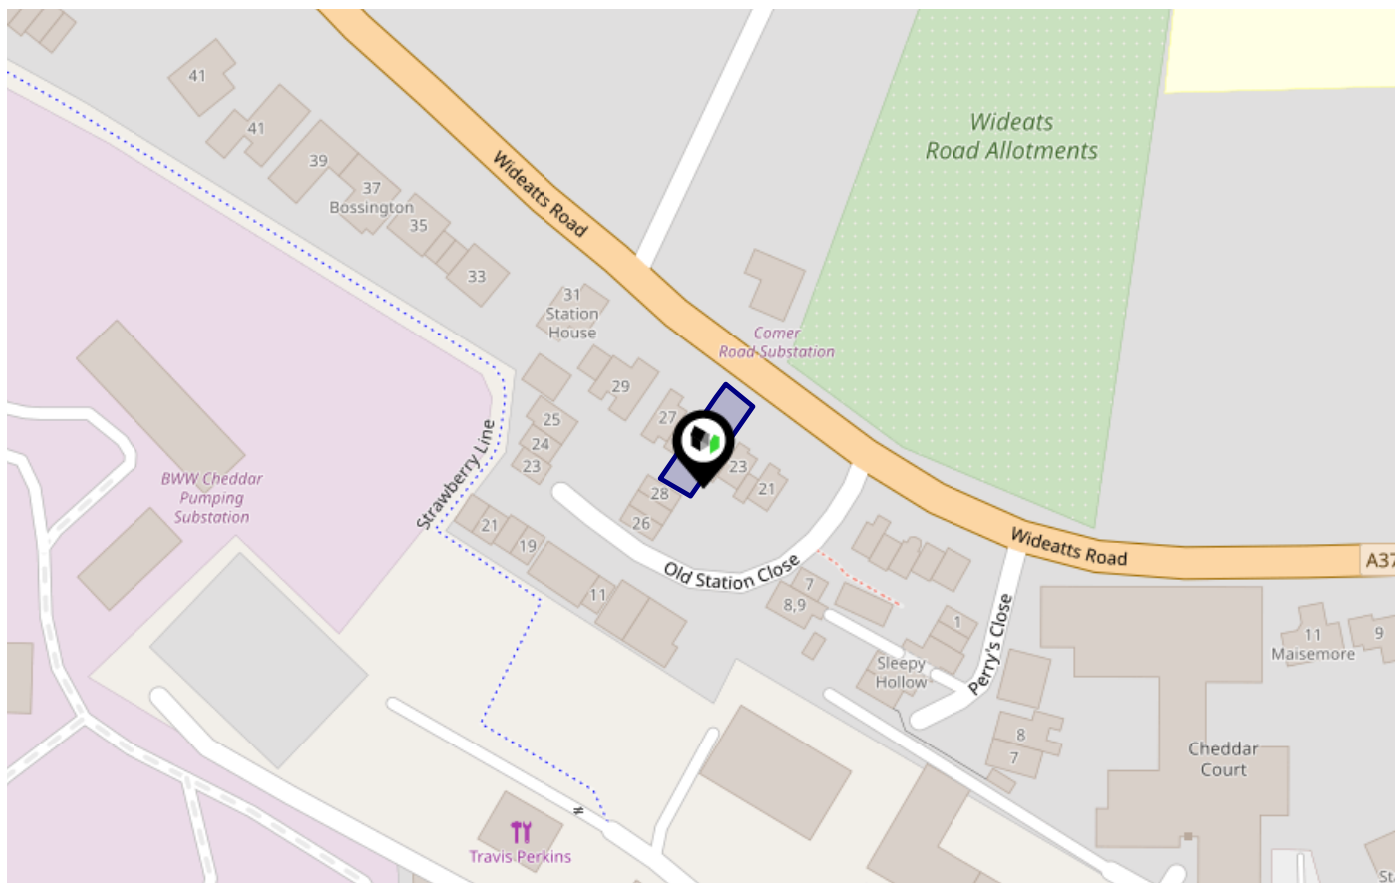 41
41
39
37
Bossington
35
33
Wideatts Road
Wideats
Road Allotments
31
Station
House
Comer
Road Substation
29
27
25
24
23
23
21
28
26
Strawberry Line
BWW Cheddar
Pumping
Substation
21
19
11
Old Station Close
7
8,9
Wideatts Road
A37
1
Sleepy
Hollow
Perry's Close
11
Maisemore
9
8
7
Cheddar
Court
Travis Perkins
St